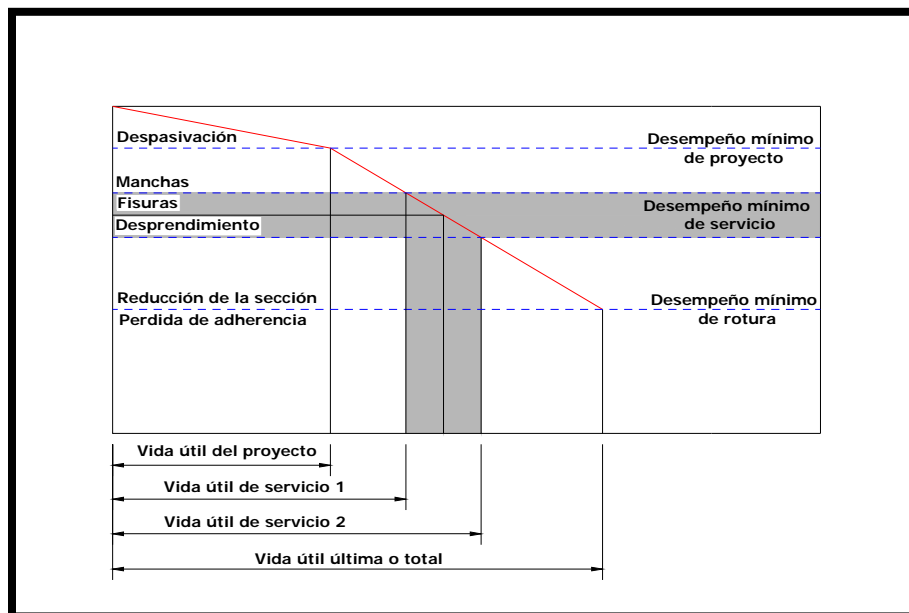 Despasivación
Desempeño mínimo
de proyecto
Manchas
Fisuras
Desprendimiento
Desempeño mínimo
de servicio
Reducción de la sección
Perdida de adherencia
Desempeño mínimo
de rotura
Vida útil del proyecto
Vida útil de servicio 1
Vida útil de servicio 2
Vida útil última o total